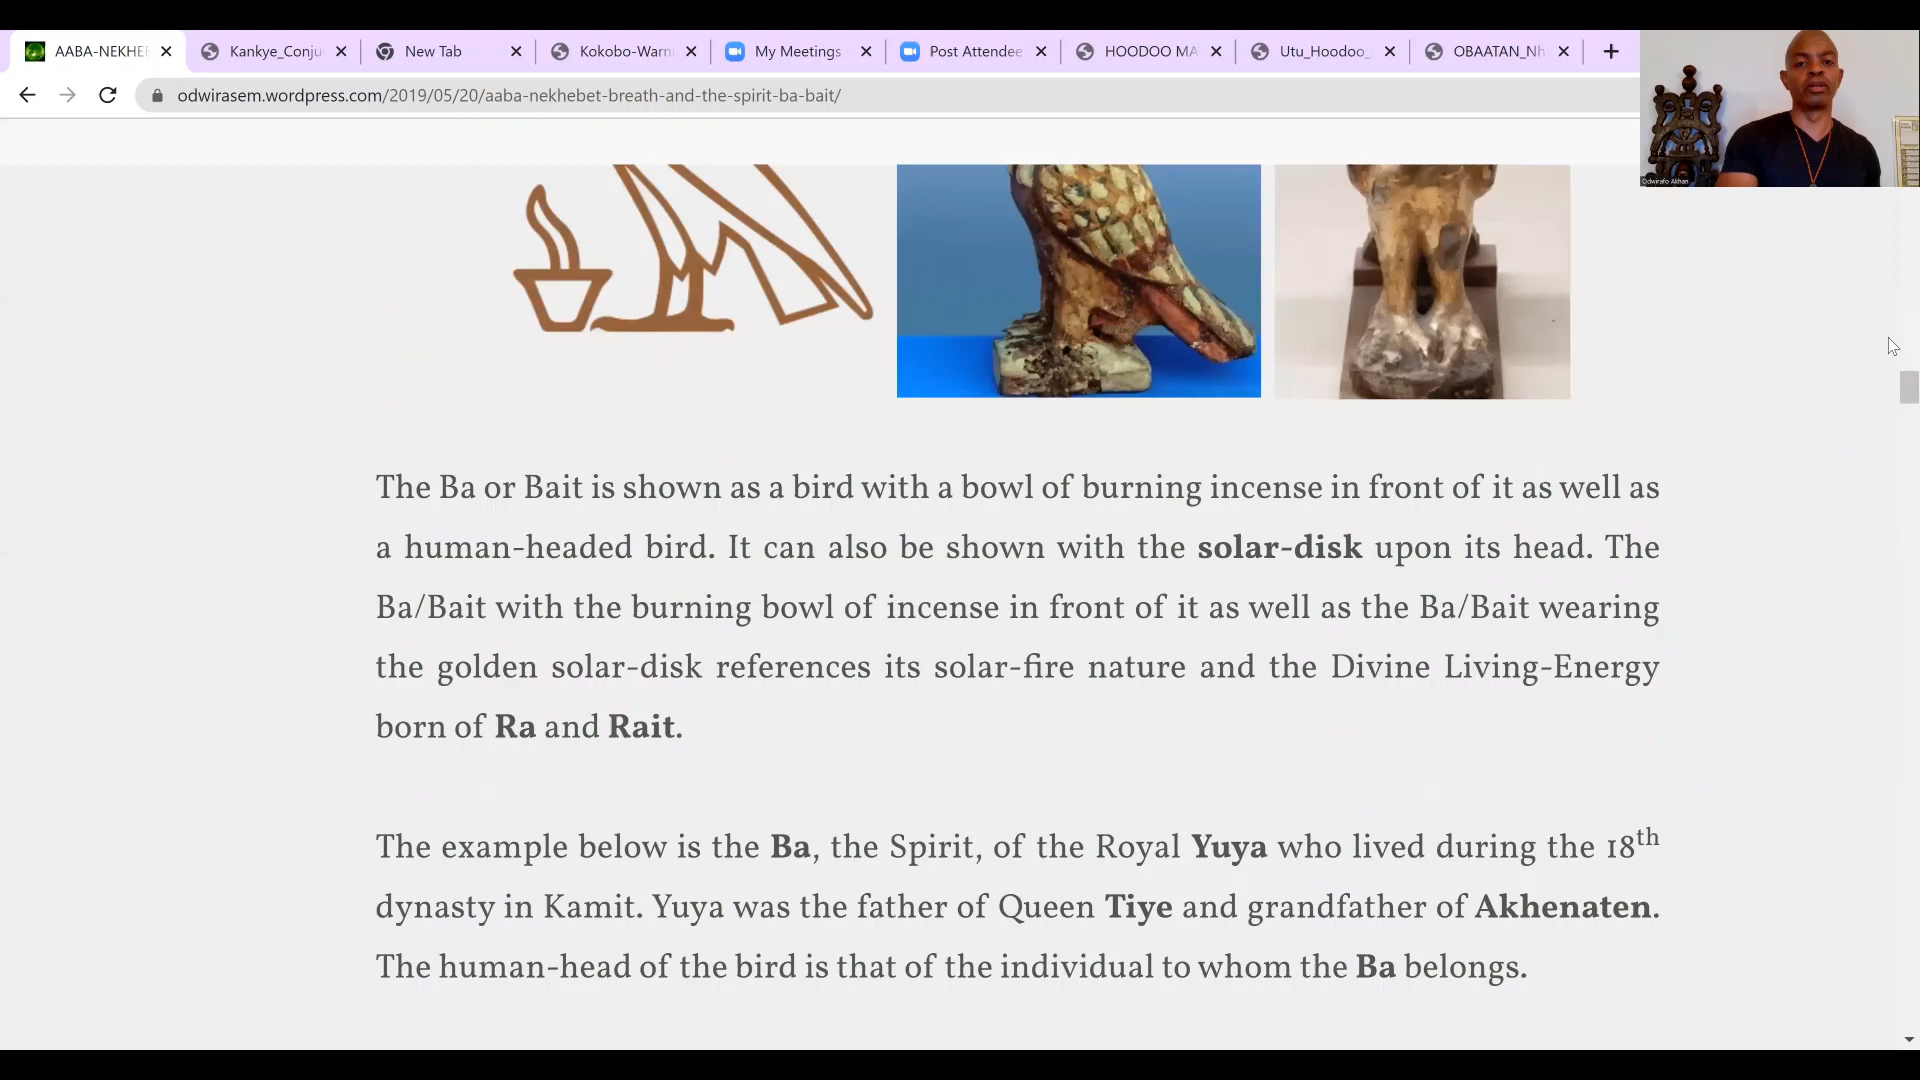 AABA-NEKHE
Kankye_Conju
New Tab
Kokobo-Warn
My Meetings
Post Attendee
HOODOO MA
Utu_Hoodoo_
OBAATAN_Nh
odwirasem.wordpress.com/2019/05/20/aaba-nekhebet-breath-and-the-spirit-ba-bait/
Odwirafo Akhan
The Ba or Bait is shown as a bird with a bowl of burning incense in front of it as well as
a human-headed bird. It can also be shown with the solar-disk upon its head. The
Ba/Bait with the burning bowl of incense in front of it as well as the Ba/Bait wearing
the golden solar-disk references its solar-fire nature and the Divine Living-Energy
born of Ra and Rait.
The example below is the Ba, the Spirit, of the Royal Yuya who lived during the 18th
dynasty in Kamit. Yuya was the father of Queen Tiye and grandfather of Akhenaten.
The human-head of the bird is that of the individual to whom the Ba belongs.